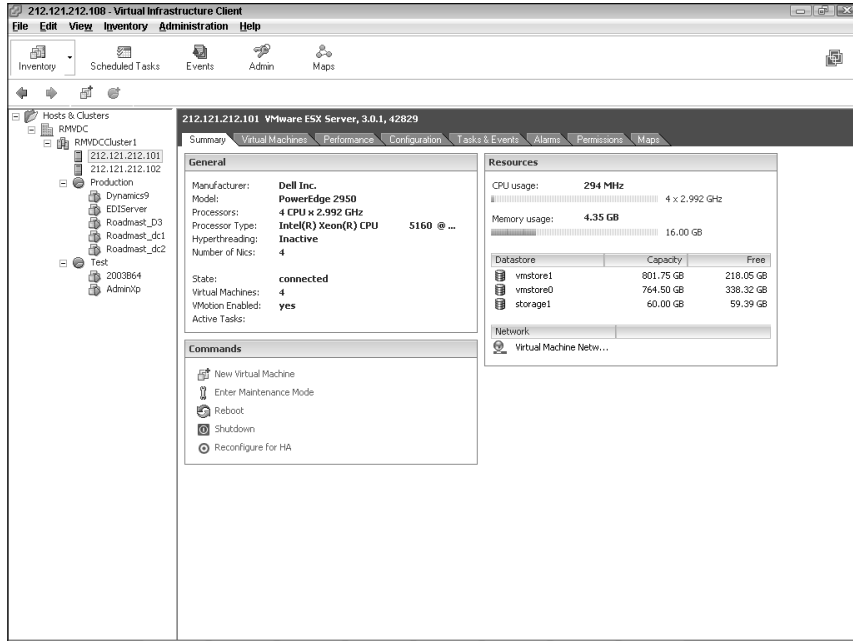 212.121.212.108 - Virtual Infrastructure Client
File Edit View Inventory Administration Help
Inventory Scheduled Tasks Events Admin Maps
Hosts & Clusters
RMVDC
RMVDCCluster1
212.121.212.101
212.121.212.102
Production
Dynamics9
EDIServer
Roadmast_D3
Roadmast_dc1
Roadmast_dc2
Test
2003B64
AdminXp
212.121.212.101 VMware ESX Server, 3.0.1, 42829
Summary Virtual Machines Performance Configuration Tasks & Events Alarms Permissions Maps
General
Manufacturer: Dell Inc.
Model: PowerEdge 2950
Processors: 4 CPU x 2.992 GHz
Processor Type: Intel(R) Xeon(R) CPU 5160 @ ...
Hyperthreading: Inactive
Number of Nics: 4
State: connected
Virtual Machines: 4
VMotion Enabled: yes
Active Tasks:
Commands
New Virtual Machine
Enter Maintenance Mode
Reboot
Shutdown
Reconfigure for HA
Resources
CPU usage: 294 MHz
4 x 2.992 GHz
Memory usage: 4.35 GB
16.00 GB
Datastore Capacity Free
vmstore1 801.75 GB 218.05 GB
vmstore0 764.50 GB 338.32 GB
storage1 60.00 GB 59.39 GB
Network
Virtual Machine Netw...